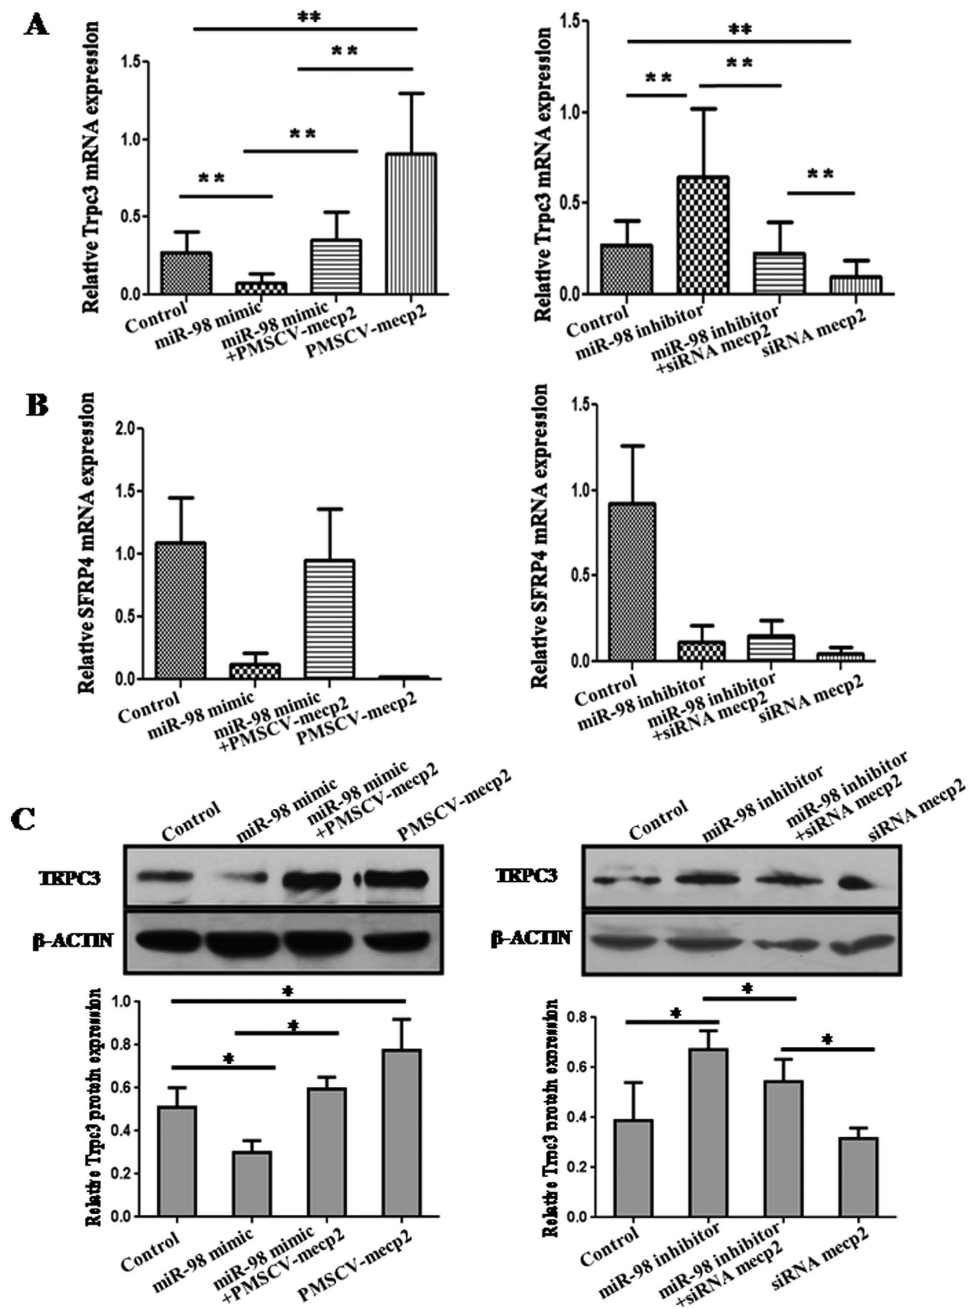 A
Relative Trpc3 mRNA expression
1.5
1.0
0.5
0.0
**
**
**
**
Control
miR-98 mimic
miR-98 mimic
+PMSCV-mecp2
PMSCV-mecp2
Relative Trpc3 mRNA expression
1.5
1.0
0.5
0.0
**
**
**
**
Control
miR-98 inhibitor
miR-98 inhibitor
+siRNA mecp2
siRNA mecp2
B
Relative SFRP4 mRNA expression
2.0
1.5
1.0
0.5
0.0
Control
miR-98 mimic
miR-98 mimic
+PMSCV-mecp2
PMSCV-mecp2
Relative SFRP4 mRNA expression
1.5
1.0
0.5
0.0
Control
miR-98 inhibitor
miR-98 inhibitor
+siRNA mecp2
siRNA mecp2
C
Control
miR-98 mimic
miR-98 mimic
+PMSCV-mecp2
PMSCV-mecp2
TRPC3
β-ACTIN
Relative Trpc3 protein expression
1.0
0.8
0.6
0.4
0.2
0.0
*
*
*
Control
miR-98 mimic
miR-98 mimic
+PMSCV-mecp2
PMSCV-mecp2
Control
miR-98 inhibitor
miR-98 inhibitor
+siRNA mecp2
siRNA mecp2
TRPC3
β-ACTIN
Relative Trpc3 protein expression
0.8
0.6
0.4
0.2
0.0
*
*
*
Control
miR-98 inhibitor
miR-98 inhibitor
+siRNA mecp2
siRNA mecp2